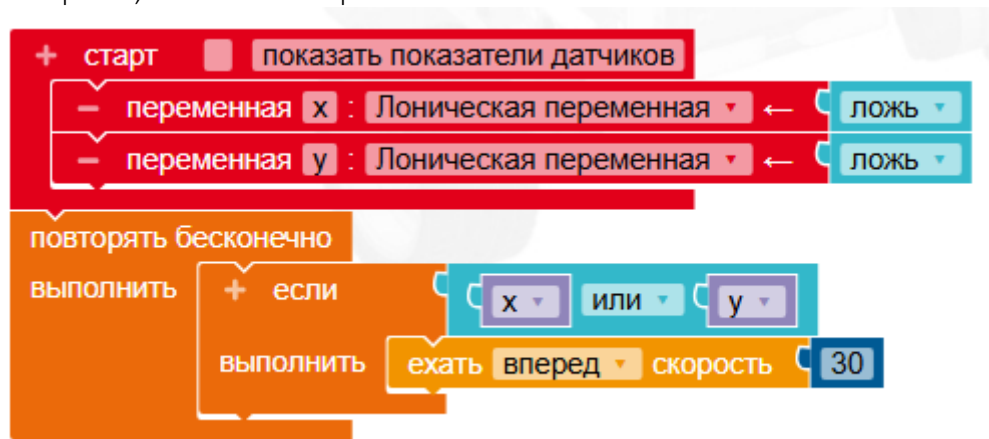 + старт показать показатели датчиков
− переменная x : Лоническая переменная ▾ ← ложь ▾
− переменная y : Лоническая переменная ▾ ← ложь ▾
повторять бесконечно
выполнить + если x ▾ или ▾ y ▾
выполнить ехать вперед ▾ скорость 30